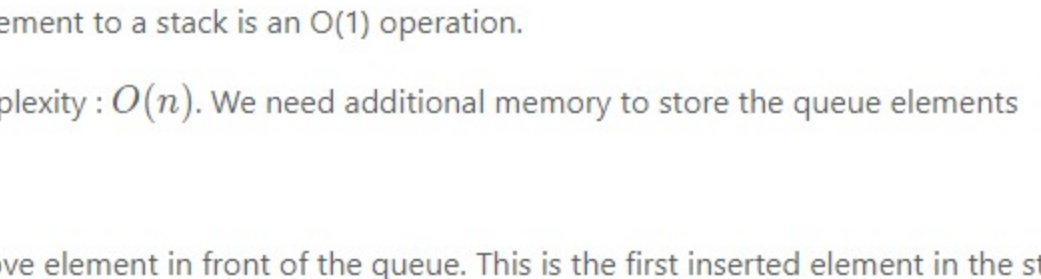 ement to a stack is an O(1) operation.
plexity : O(n). We need additional memory to store the queue elements
ve element in front of the queue. This is the first inserted element in the st